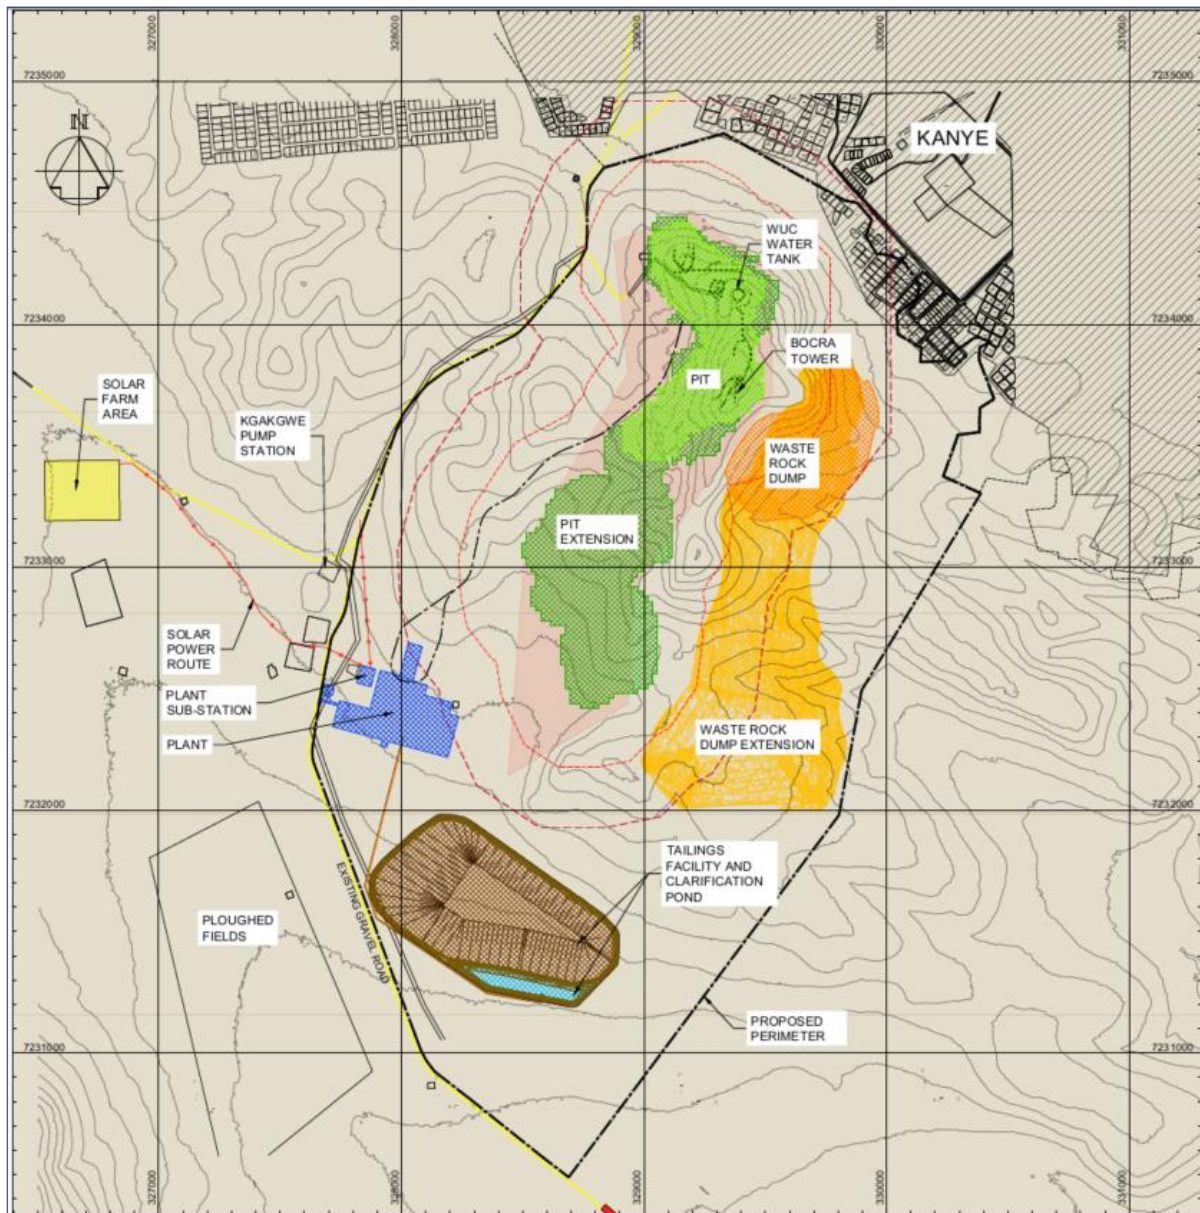 327000
328000
329000
330000
331000
7235000
7235000
N
KANYE
WUC
WATER
TANK
7234000
7234000
BOCRA
TOWER
SOLAR
FARM
AREA
PIT
KGAKGWE
PUMP
STATION
WASTE
ROCK
DUMP
PIT
EXTENSION
7233000
7233000
SOLAR
POWER
ROUTE
PLANT
SUB-STATION
PLANT
WASTE ROCK
DUMP EXTENSION
7232000
7232000
TAILINGS
FACILITY AND
CLARIFICATION
POND
EXISTING GRAVEL ROAD
PLOUGHED
FIELDS
PROPOSED
PERIMETER
7231000
7231000
327000
328000
329000
330000
331000